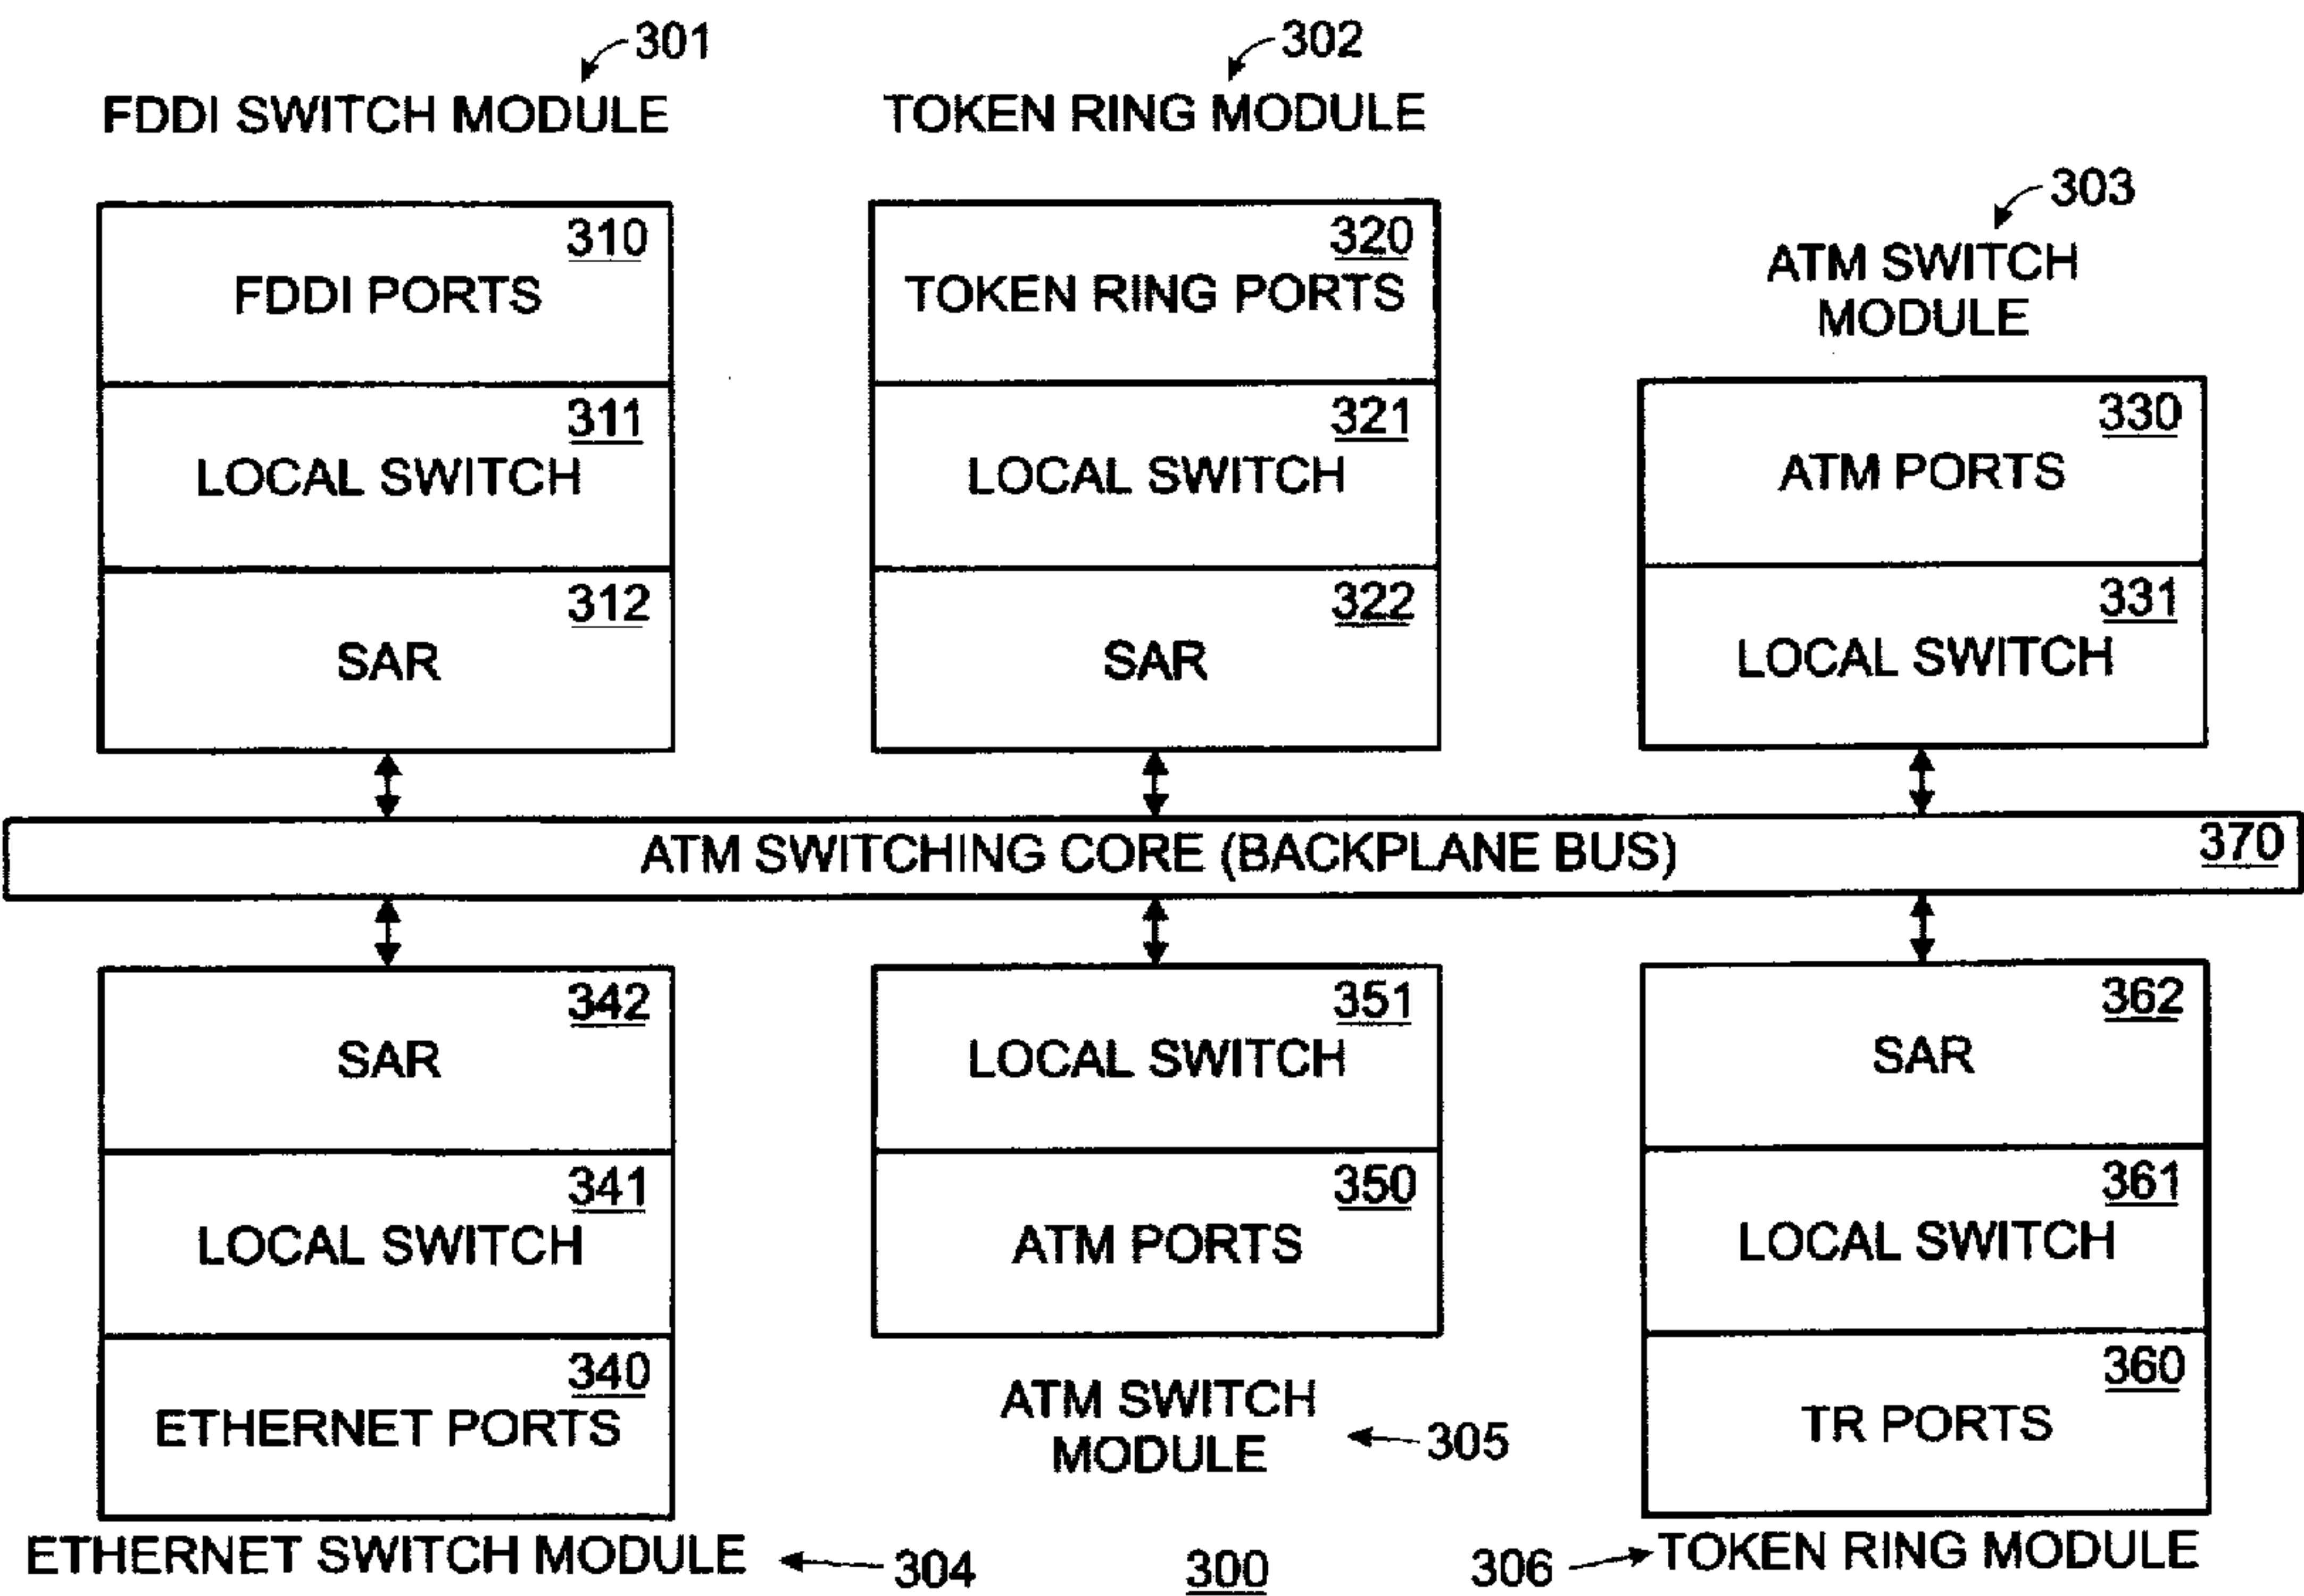 301
302
FDDI SWITCH MODULE
TOKEN RING MODULE
303
ATM SWITCH
MODULE
310
FDDI PORTS
311
LOCAL SWITCH
312
SAR
320
TOKEN RING PORTS
321
LOCAL SWITCH
322
SAR
330
ATM PORTS
331
LOCAL SWITCH
ATM SWITCHING CORE (BACKPLANE BUS)
370
342
SAR
341
LOCAL SWITCH
340
ETHERNET PORTS
ETHERNET SWITCH MODULE
304
351
LOCAL SWITCH
350
ATM PORTS
ATM SWITCH
MODULE
305
362
SAR
361
LOCAL SWITCH
360
TR PORTS
306
TOKEN RING MODULE
300